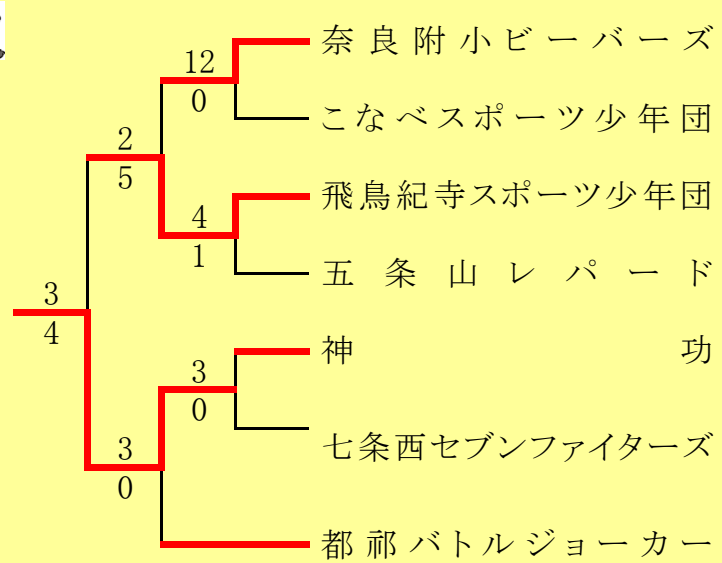 奈良附小ビーバーズ
12
0
こなべスポーツ少年団
2
5
飛鳥紀寺スポーツ少年団
4
1
五条山レパード
3
4
神功
3
0
七条西セブンファイターズ
3
0
都祁バトルジョーカー